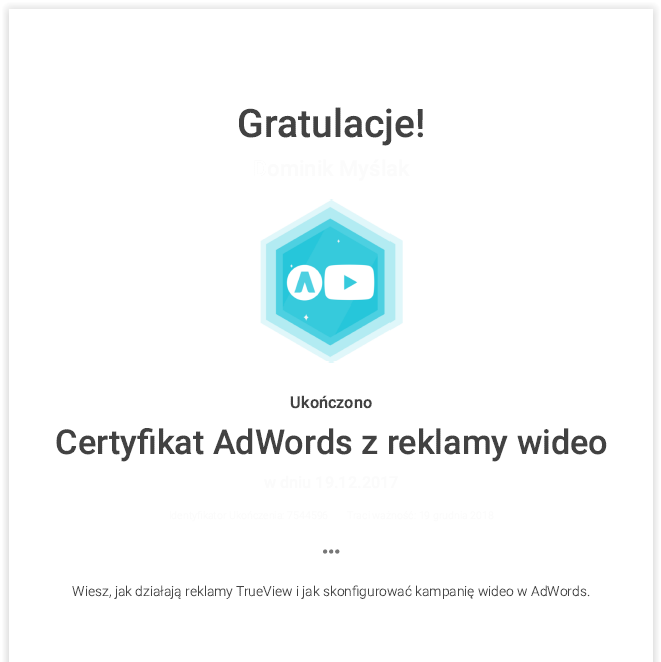 Gratulacje!
Dominik Myślak
Ukończono
Certyfikat AdWords z reklamy wideo
w dniu 19.12.2017
•••
Wiesz, jak działają reklamy TrueView i jak skonfigurować kampanię wideo w AdWords.